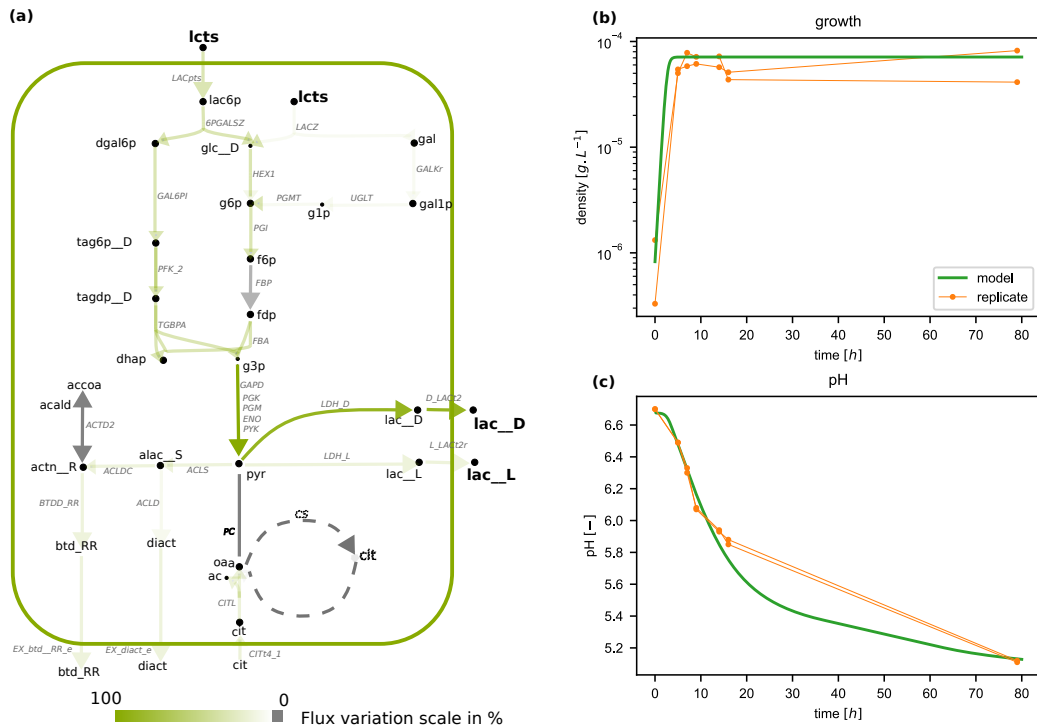 (a)
lcts
LACpts
lac6p
lcts
6PGALSZ
LACZ
dgal6p
glc__D
gal
HEX1
GALKr
GAL6PI
g6p
PGMT
g1p
UGLT
gal1p
PGI
tag6p__D
f6p
PFK_2
FBP
tagdp__D
fdp
TGBPA
FBA
dhap
g3p
accoa
GAPD
acald
PGK
PGM
ENO
PYK
LDH_D
D_LACt2
ACTD2
lac__D
lac__D
alac__S
L_LACt2r
actn__R
ACLDC
ACLS
pyr
LDH_L
lac__L
lac__L
BTDD_RR
ACLD
PC
cs
btd_RR
diact
oaa
cit
ac
CITL
cit
EX_btd__RR_e
EX_diact_e
CITt4_1
btd_RR
diact
cit
100
0
Flux variation scale in %
(b)
growth
10⁻⁴
10⁻⁵
10⁻⁶
density [g.L⁻¹]
model
replicate
0 10 20 30 40 50 60 70 80
time [h]
(c)
pH
6.6
6.4
6.2
6.0
5.8
5.6
5.4
5.2
pH [−]
0 10 20 30 40 50 60 70 80
time [h]